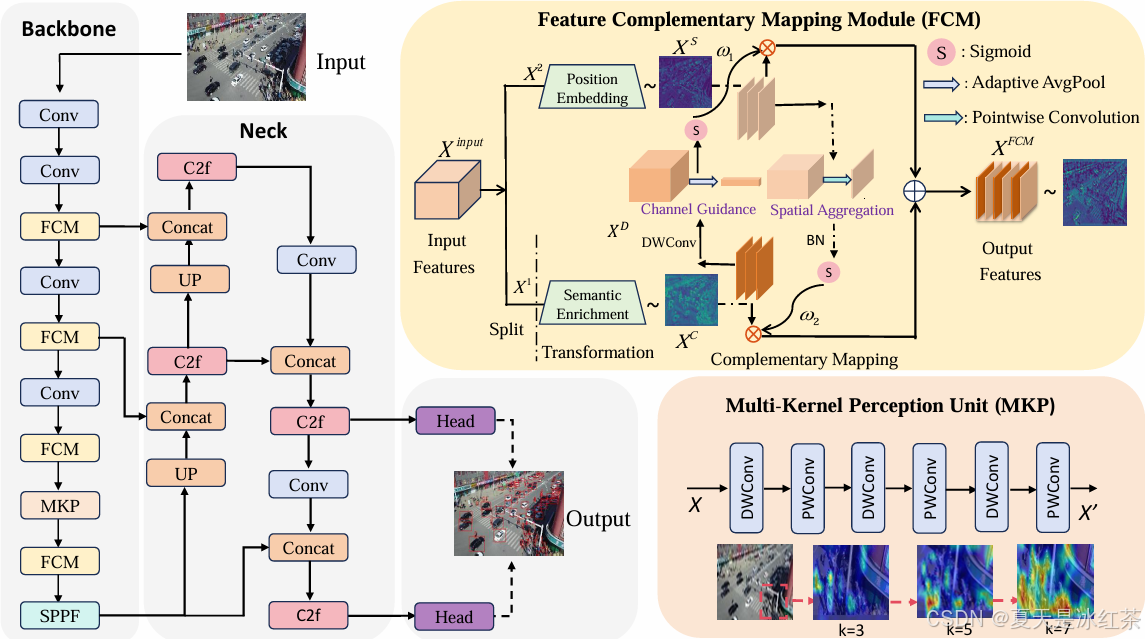 Backbone
Input
Conv
Conv
FCM
Conv
FCM
Conv
FCM
MKP
FCM
SPPF
Neck
C2f
Concat
UP
C2f
Concat
UP
Conv
Concat
C2f
Conv
Concat
C2f
Head
Head
Output
Feature Complementary Mapping Module (FCM)
X^input
Input
Features
X^2
Position
Embedding
~
X^S
ω_1
S : Sigmoid
: Adaptive AvgPool
: Pointwise Convolution
S
Channel Guidance
Spatial Aggregation
X^D
DWConv
BN
S
X^1
Semantic
Enrichment
~
X^C
ω_2
Split
Transformation
Complementary Mapping
X^FCM
~
Output
Features
Multi-Kernel Perception Unit (MKP)
X
DWConv
PWConv
DWConv
PWConv
DWConv
PWConv
X'
k=3
k=5
k=7
CSDN @夏天是冰红茶